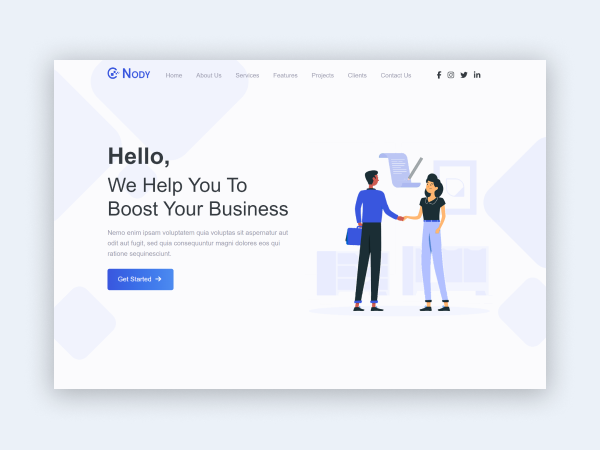 NODY Home About Us Services Features Projects Clients Contact Us
Hello,
We Help You To
Boost Your Business
Nemo enim ipsam voluptatem quia voluptas sit aspernatur aut
odit aut fugit, sed quia consequuntur magni dolores eos qui
ratione sequinesciunt.
Get Started